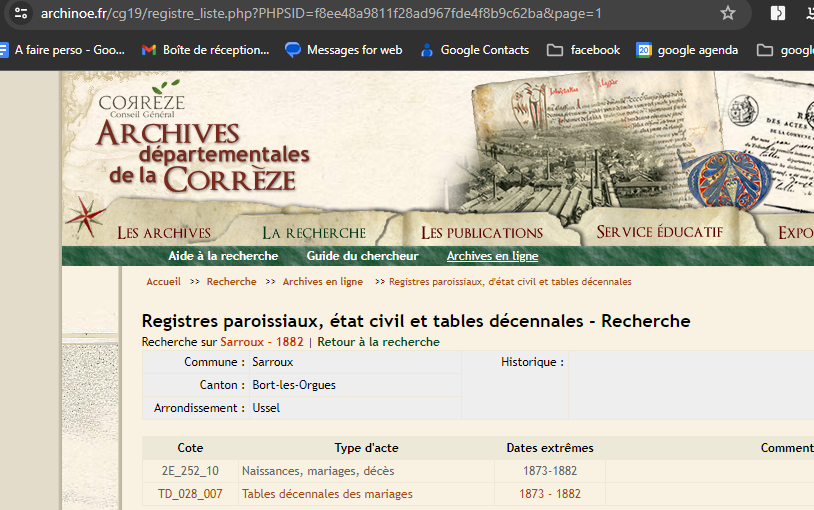 archinoe.fr/cg19/registre_liste.php?PHPSID=f8ee48a9811f28ad967fde4f8b9c62ba&page=1
A faire perso - Goo... Boîte de réception... Messages for web Google Contacts facebook 20 google agenda googl
CORRÈZE
Conseil Général
ARCHIVES
départementales
de la CORRÈZE
LES ARCHIVES LA RECHERCHE LES PUBLICATIONS SERVICE ÉDUCATIF EXPO
Aide à la recherche Guide du chercheur Archives en ligne
Accueil >> Recherche >> Archives en ligne >> Registres paroissiaux, d'état civil et tables décennales
Registres paroissiaux, état civil et tables décennales - Recherche
Recherche sur Sarroux - 1882 | Retour à la recherche
Commune : Sarroux Historique :
Canton : Bort-les-Orgues
Arrondissement : Ussel
Cote Type d'acte Dates extrêmes Comment
2E_252_10 Naissances, mariages, décès 1873-1882
TD_028_007 Tables décennales des mariages 1873 - 1882